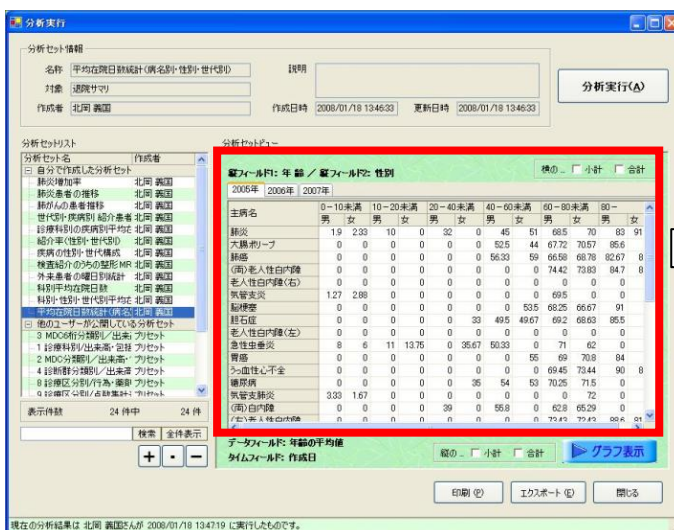 分析実行
分析セット情報
名称 平均在院日数統計(病名別・性別・世代別) 説明
対象 退院サマリ
作成者 北岡 義国 作成日時 2008/01/18 13:46:33 更新日時 2008/01/18 13:46:33
分析実行(A)
分析セットリスト
分析セット名 作成者
自分で作成した分析セット
肺炎増加率 北岡 義国
肺炎患者の推移 北岡 義国
肺がんの患者推移 北岡 義国
世代別・疾病別 紹介患者 北岡 義国
診療科別の疾病別平均 北岡 義国
紹介率(性別・世代別) 北岡 義国
疾病の性別・世代構成 北岡 義国
検査紹介のうちの整形MR 北岡 義国
外来患者の曜日別統計 北岡 義国
科別平均在院日数 北岡 義国
科別・性別・世代別平均 北岡 義国
平均在院日数統計(病名 北岡 義国
他のユーザーが公開している分析セット
3 MDC6桁分類別/出来 プリセット
1 診療科別/出来高・包括 プリセット
2 MDC分類別/出来高・ プリセット
4 診断群分類別/出来高 プリセット
8 診療区分別/行為・薬剤 プリセット
9 診療区分別/点数集計 プリセット
表示件数 24 件中 24 件
検索 全件表示
+ ・ −
分析セットビュー
縦フィールド1: 年齢 / 縦フィールド2: 性別
横の... 小計 合計
2005年 2006年 2007年
主病名 0-10未満 10-20未満 20-40未満 40-60未満 60-80未満 80-
男 女 男 女 男 女 男 女 男 女 男 女
肺炎 1.9 2.33 10 0 32 0 45 51 68.5 70 83 91
大腸ポリープ 0 0 0 0 0 0 52.5 44 67.72 70.57 85.6
肺癌 0 0 0 0 0 0 56.33 59 66.58 68.78 82.67 8
(両)老人性白内障 0 0 0 0 0 0 0 0 74.42 73.83 84.7 8
老人性白内障(右) 0 0 0 0 0 0 0 0 0 0 0
気管支炎 1.27 2.88 0 0 0 0 0 0 69.5 0 0
脳梗塞 0 0 0 0 0 0 0 53.5 68.25 66.67 91
胆石症 0 0 0 0 0 33 49.5 49.67 69.2 68.63 85.5
老人性白内障(左) 0 0 0 0 0 0 0 0 0 0 0
急性虫垂炎 8 6 11 13.75 0 35.67 50.33 0 71 62 0
胃癌 0 0 0 0 0 0 0 55 69 70.8 84
うっ血性心不全 0 0 0 0 0 0 0 0 69.45 73.44 90 8
糖尿病 0 0 0 0 0 35 54 53 70.25 71.5 0
気管支肺炎 3.33 1.67 0 0 0 0 0 0 0 72 0
(両)白内障 0 0 0 0 39 0 55.8 0 62.8 65.29 0
(左)老人性白内障 0 0 0 0 0 0 0 0 73.43 72.43 88.6 91
データフィールド: 年齢の平均値
タイムフィールド: 作成日
縦の... 小計 合計
グラフ表示
印刷(P) エクスポート(E) 閉じる
現在の分析結果は 北岡 義国さんが 2008/01/18 13:47:19 に実行したものです。